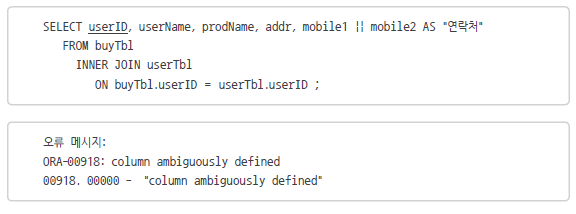 SELECT userID, userName, prodName, addr, mobile1 || mobile2 AS "연락처"
FROM buyTbl
INNER JOIN userTbl
ON buyTbl.userID = userTbl.userID ;
오류 메시지:
ORA-00918: column ambiguously defined
00918. 00000 - "column ambiguously defined"